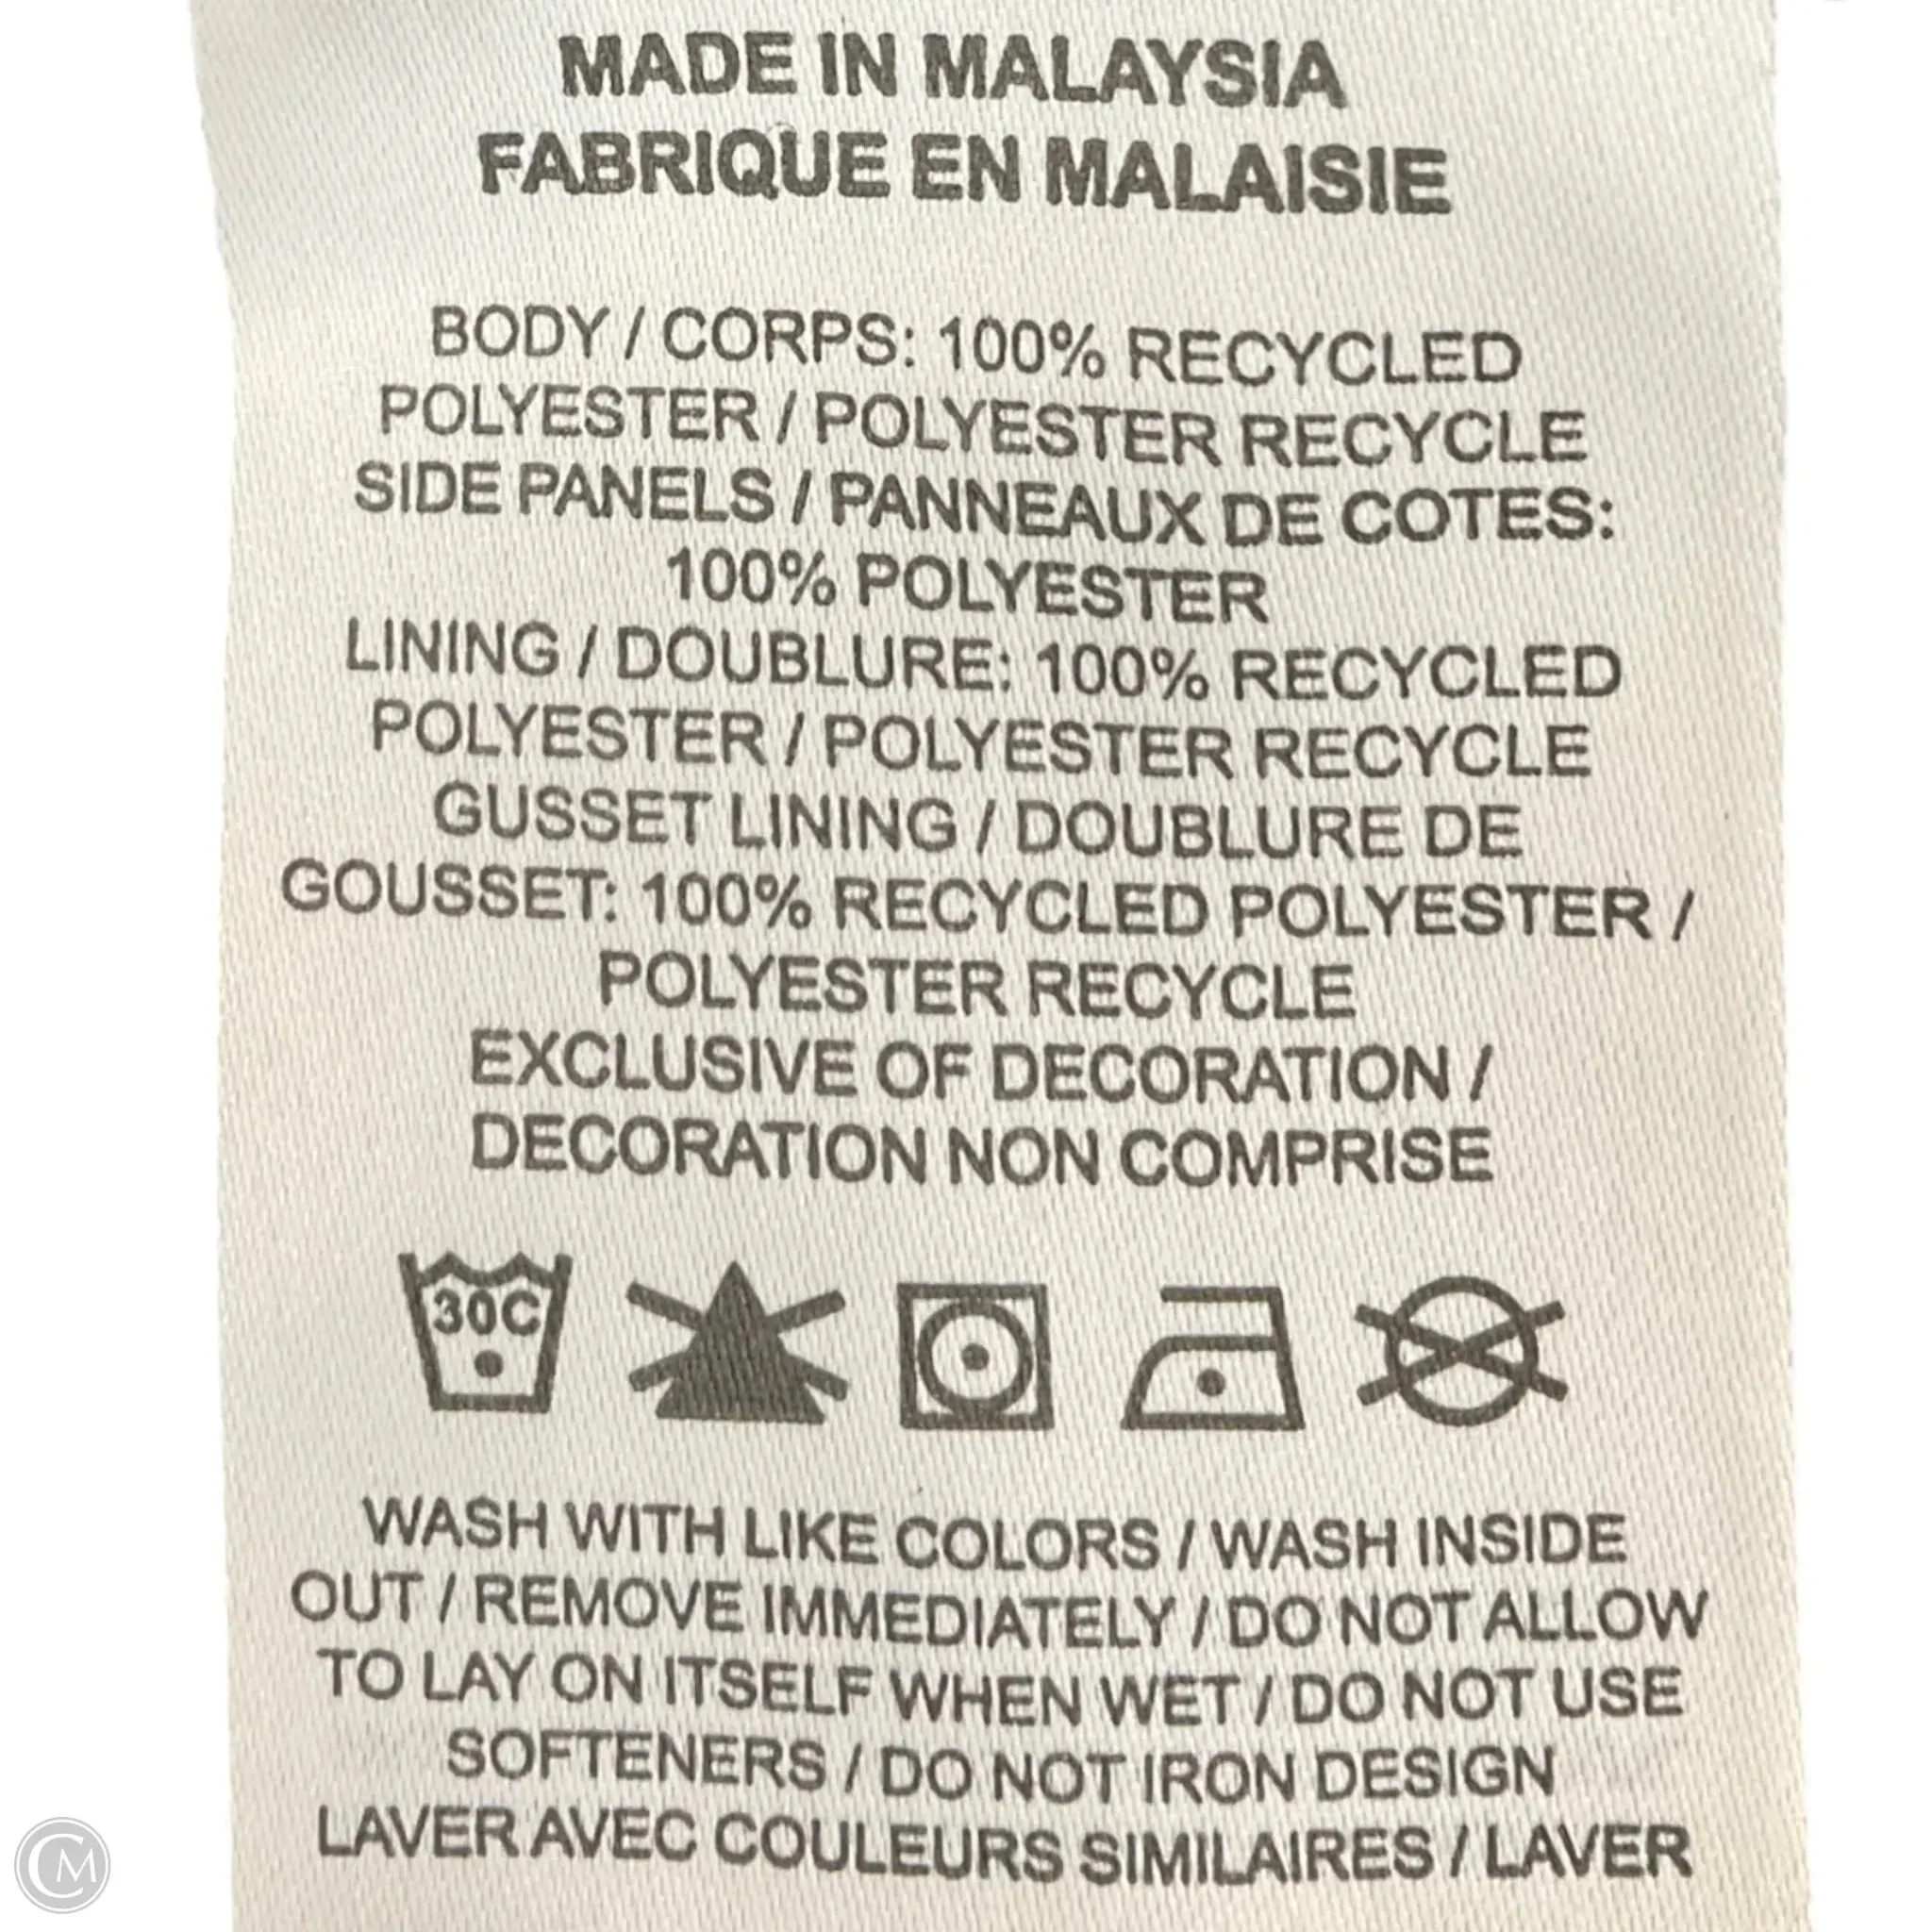 MADE IN MALAYSIA
FABRIQUE EN MALAISIE
BODY / CORPS: 100% RECYCLED
POLYESTER / POLYESTER RECYCLE
SIDE PANELS / PANNEAUX DE COTES:
100% POLYESTER
LINING / DOUBLURE: 100% RECYCLED
POLYESTER / POLYESTER RECYCLE
GUSSET LINING / DOUBLURE DE
GOUSSET: 100% RECYCLED POLYESTER /
POLYESTER RECYCLE
EXCLUSIVE OF DECORATION /
DECORATION NON COMPRISE
30C
WASH WITH LIKE COLORS / WASH INSIDE
OUT / REMOVE IMMEDIATELY / DO NOT ALLOW
TO LAY ON ITSELF WHEN WET / DO NOT USE
SOFTENERS / DO NOT IRON DESIGN
LAVER AVEC COULEURS SIMILAIRES / LAVER
CM